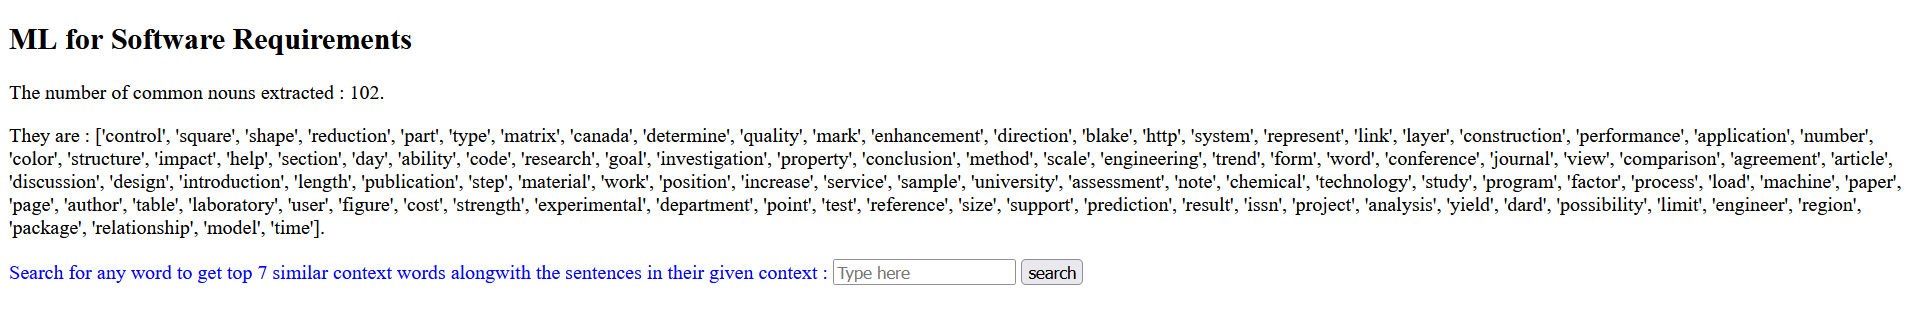 ML for Software Requirements
The number of common nouns extracted : 102.
They are : ['control', 'square', 'shape', 'reduction', 'part', 'type', 'matrix', 'canada', 'determine', 'quality', 'mark', 'enhancement', 'direction', 'blake', 'http', 'system', 'represent', 'link', 'layer', 'construction', 'performance', 'application', 'number',
'color', 'structure', 'impact', 'help', 'section', 'day', 'ability', 'code', 'research', 'goal', 'investigation', 'property', 'conclusion', 'method', 'scale', 'engineering', 'trend', 'form', 'word', 'conference', 'journal', 'view', 'comparison', 'agreement', 'article',
'discussion', 'design', 'introduction', 'length', 'publication', 'step', 'material', 'work', 'position', 'increase', 'service', 'sample', 'university', 'assessment', 'note', 'chemical', 'technology', 'study', 'program', 'factor', 'process', 'load', 'machine', 'paper',
'page', 'author', 'table', 'laboratory', 'user', 'figure', 'cost', 'strength', 'experimental', 'department', 'point', 'test', 'reference', 'size', 'support', 'prediction', 'result', 'issn', 'project', 'analysis', 'yield', 'dard', 'possibility', 'limit', 'engineer', 'region',
'package', 'relationship', 'model', 'time'].
Search for any word to get top 7 similar context words alongwith the sentences in their given context : Type here search